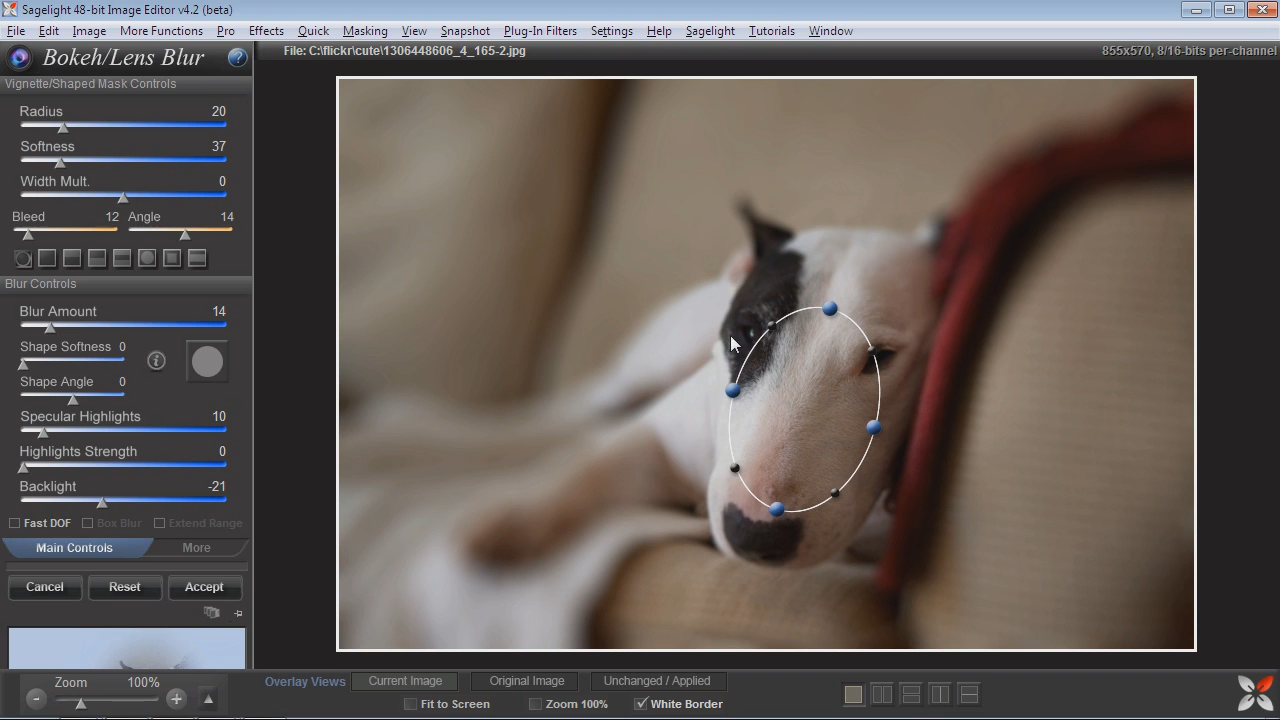 Sagelight 48-bit Image Editor v4.2 (beta)
File Edit Image More Functions Pro Effects Quick Masking View Snapshot Plug-In Filters Settings Help Sagelight Tutorials Window
Bokeh/Lens Blur ?
File: C:\flickr\cute\1306448606_4_165-2.jpg
855x570, 8/16-bits per-channel
Vignette/Shaped Mask Controls
Radius 20
Softness 37
Width Mult. 0
Bleed 12 Angle 14
Blur Controls
Blur Amount 14
Shape Softness 0
Shape Angle 0
Specular Highlights 10
Highlights Strength 0
Backlight -21
Fast DOF Box Blur Extend Range
Main Controls More
Cancel Reset Accept
Zoom 100%
Overlay Views Current Image Original Image Unchanged / Applied
Fit to Screen Zoom 100% White Border